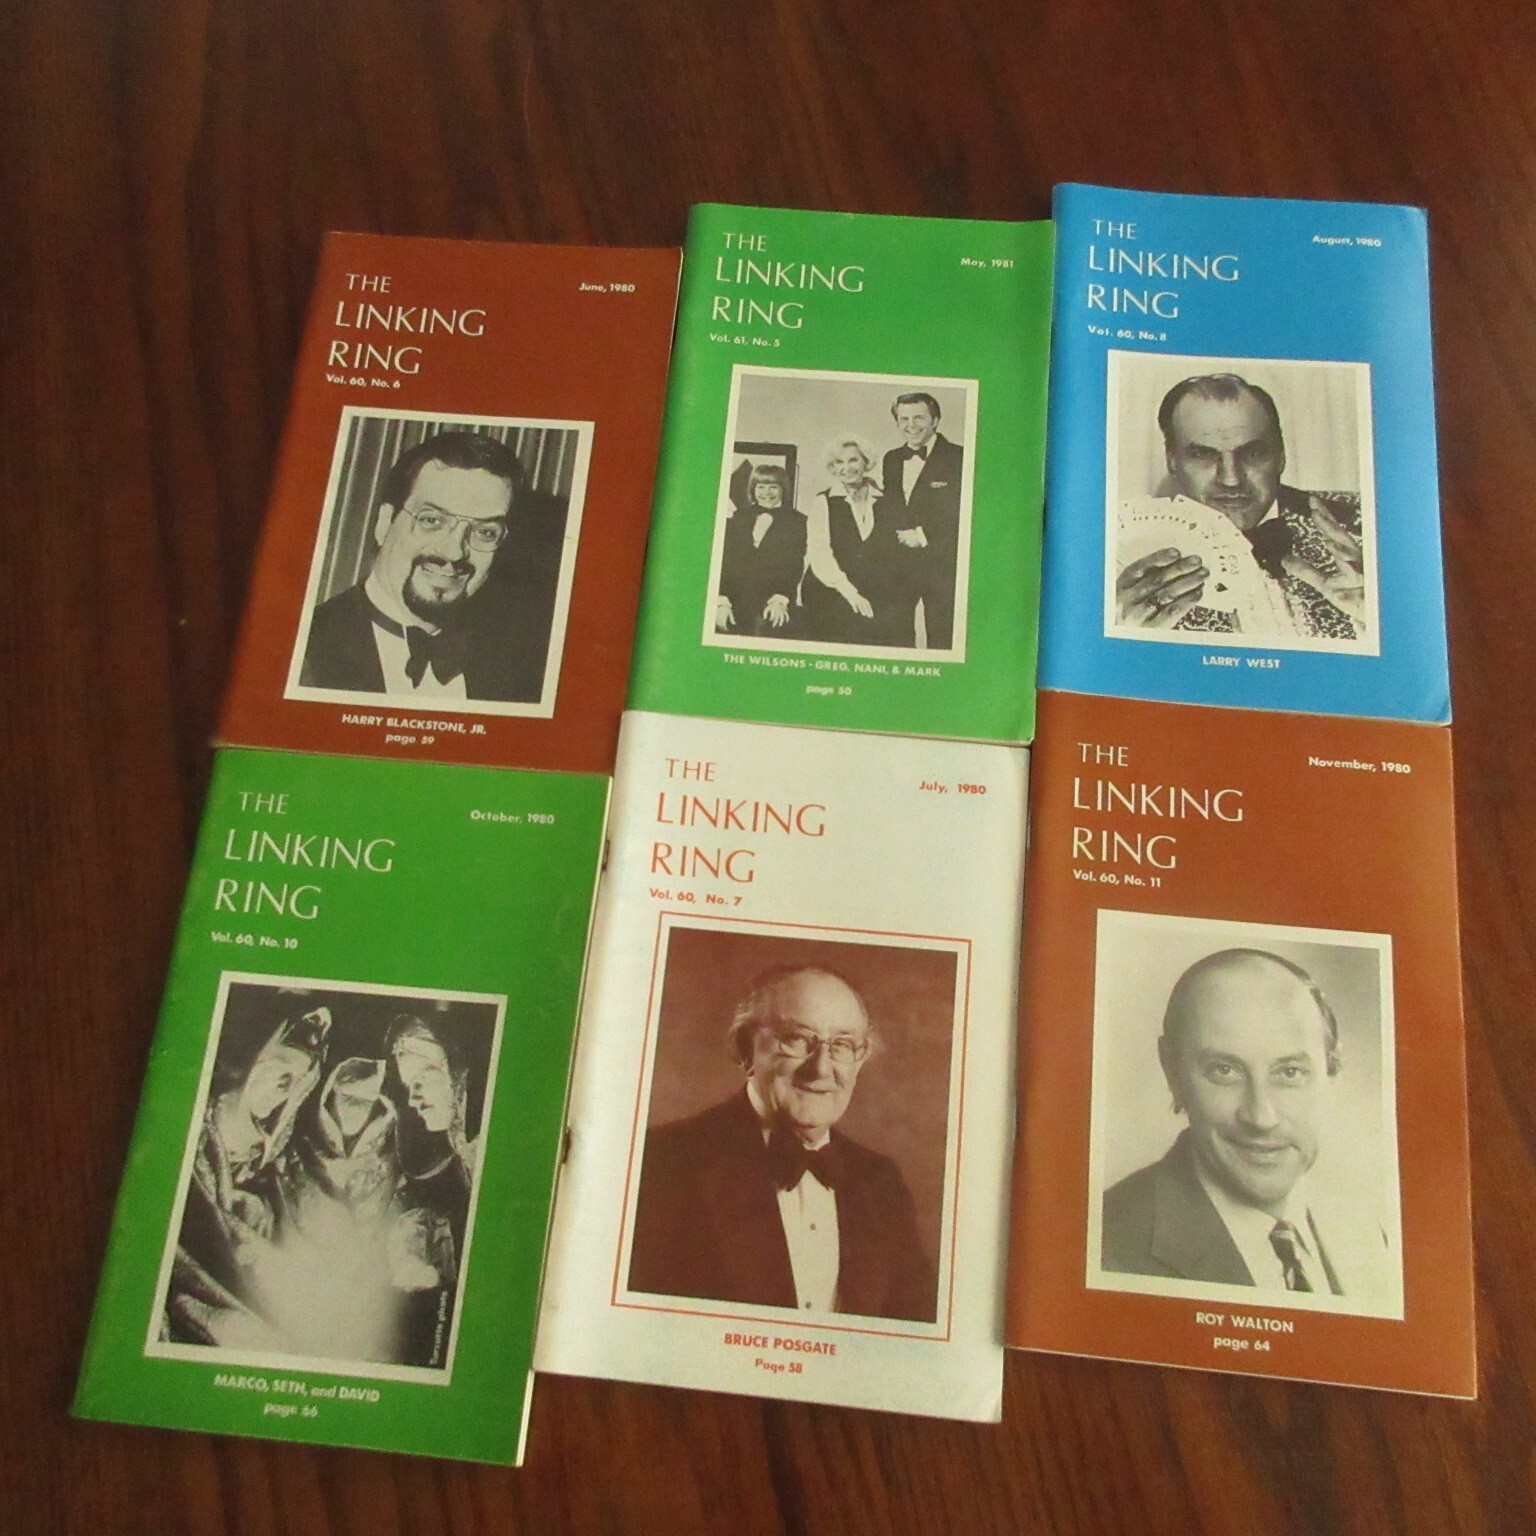 THE
LINKING
RING
June, 1980
Vol. 60, No. 6
HARRY BLACKSTONE, JR.
page 59
THE
LINKING
RING
May, 1981
Vol. 61, No. 5
THE WILSONS - GREG, NANI, & MARK
page 50
THE
LINKING
RING
August, 1980
Vol. 60, No. 8
LARRY WEST
THE
LINKING
RING
October, 1980
Vol. 60, No. 10
MARCO, SETH, and DAVID
page 66
THE
LINKING
RING
July, 1980
Vol. 60, No. 7
BRUCE POSGATE
Page 58
THE
LINKING
RING
November, 1980
Vol. 60, No. 11
ROY WALTON
page 64